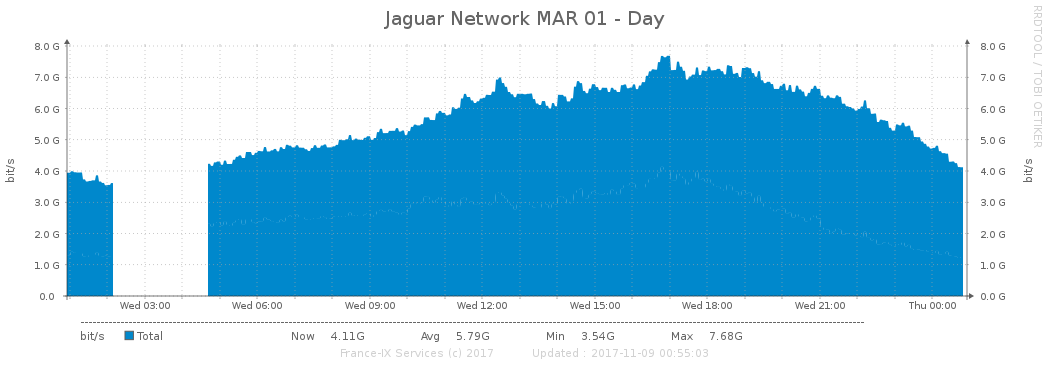 Jaguar Network MAR 01 - Day
RRDTOOL / TOBI OETIKER
8.0 G 8.0 G
7.0 G 7.0 G
6.0 G 6.0 G
5.0 G 5.0 G
4.0 G 4.0 G
3.0 G 3.0 G
2.0 G 2.0 G
1.0 G 1.0 G
0.0 0.0 G
bit/s
bit/s
Wed 03:00 Wed 06:00 Wed 09:00 Wed 12:00 Wed 15:00 Wed 18:00 Wed 21:00 Thu 00:00
bit/s Total Now 4.11G Avg 5.79G Min 3.54G Max 7.68G
France-IX Services (c) 2017 Updated : 2017-11-09 00:55:03